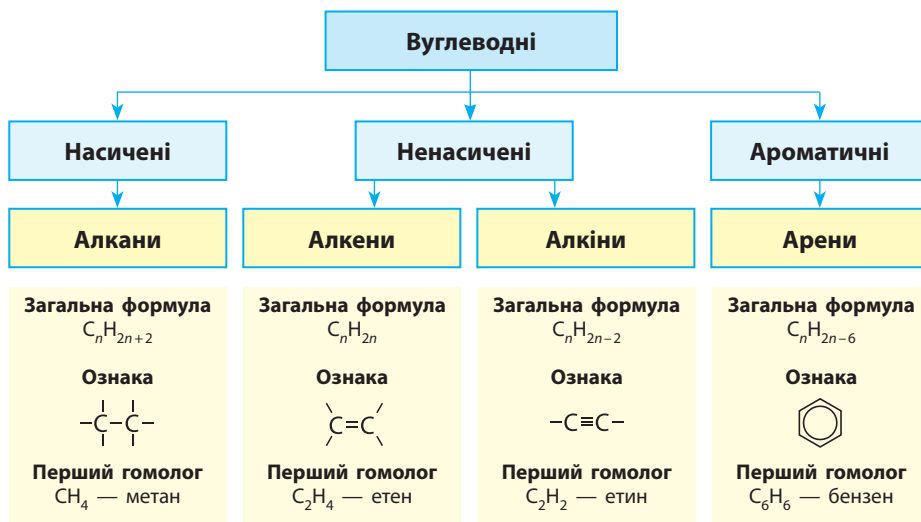 Вуглеводні
Насичені
Ненасичені
Ароматичні
Алкани
Алкени
Алкіни
Арени
Загальна формула
CₙH₂ₙ₊₂
Ознака
–C–C–
Перший гомолог
CH₄ — метан
Загальна формула
CₙH₂ₙ
Ознака
C=C
Перший гомолог
C₂H₄ — етен
Загальна формула
CₙH₂ₙ₋₂
Ознака
–C≡C–
Перший гомолог
C₂H₂ — етин
Загальна формула
CₙH₂ₙ₋₆
Ознака
Перший гомолог
C₆H₆ — бензен